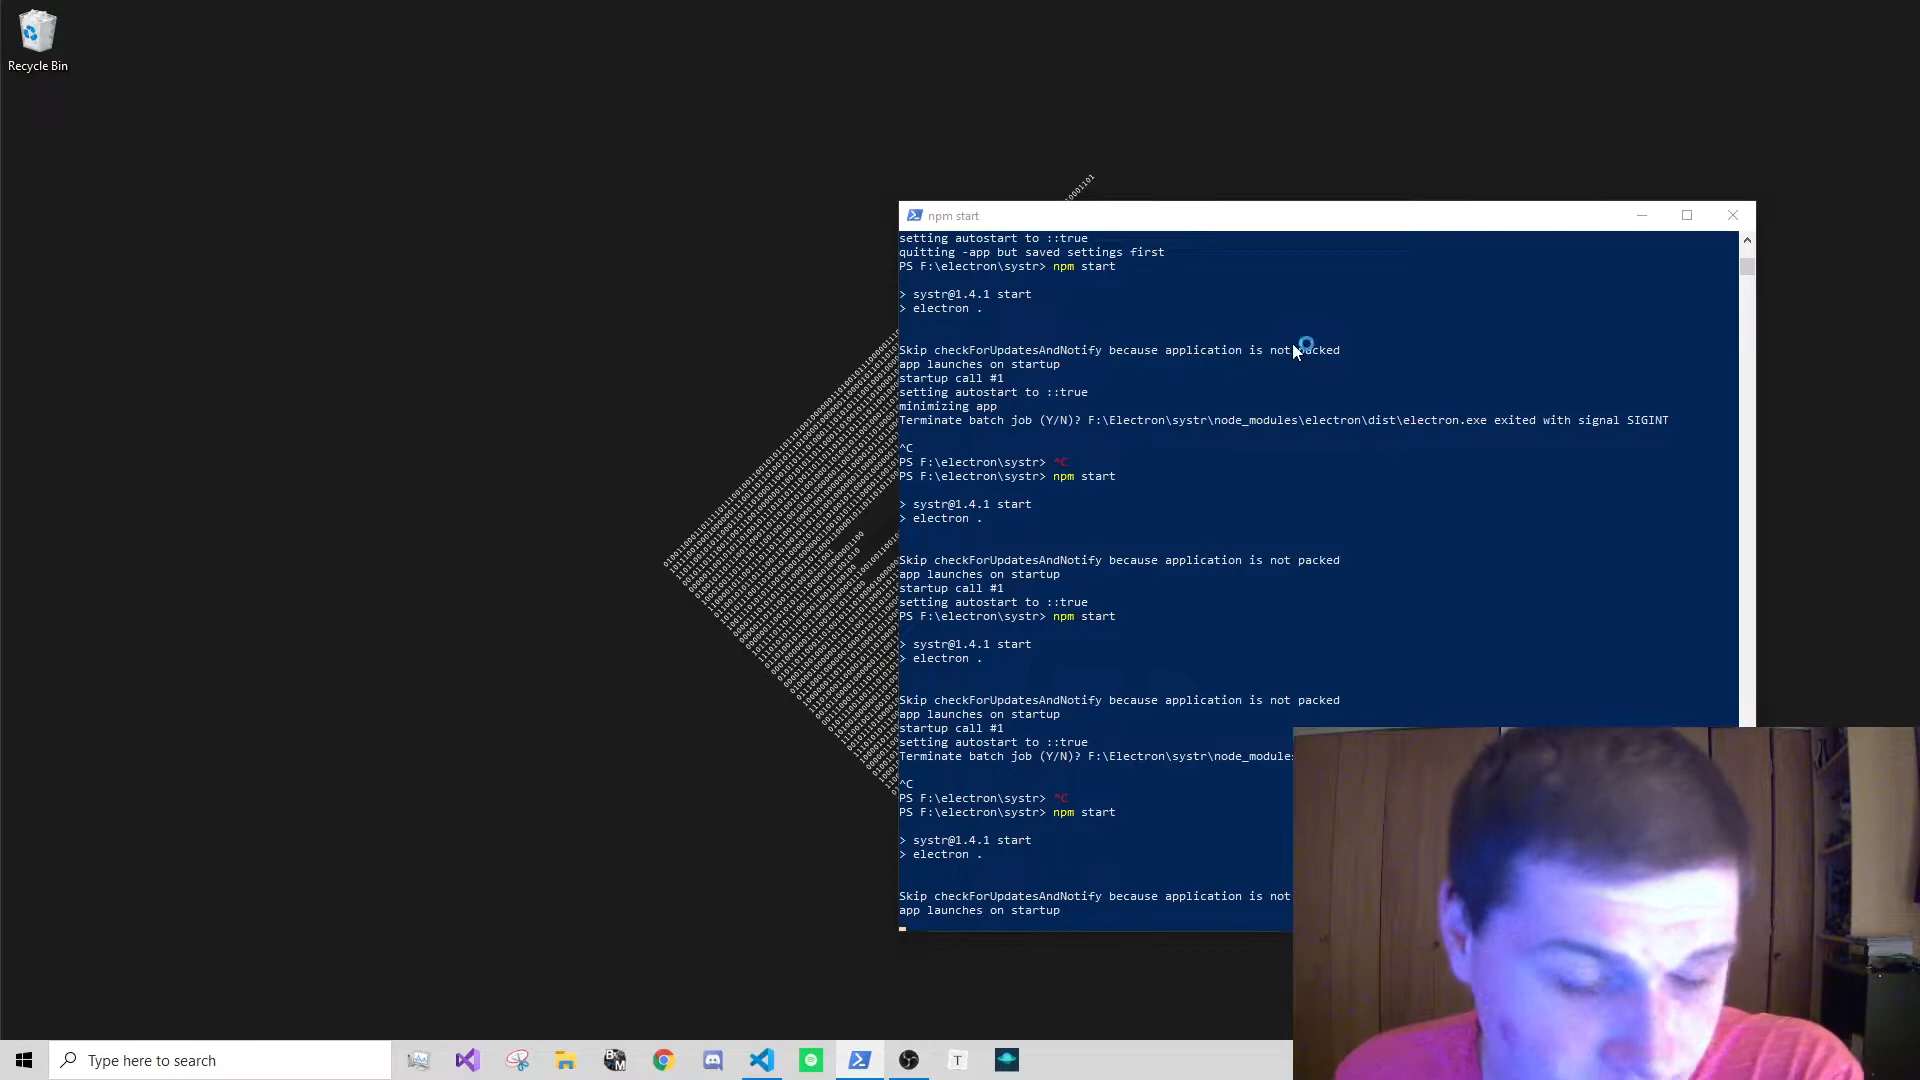 Recycle Bin
npm start
setting autostart to ::true
quitting -app but saved settings first
PS F:\electron\systr> npm start
> systr@1.4.1 start
> electron .
Skip checkForUpdatesAndNotify because application is not packed
app launches on startup
startup call #1
setting autostart to ::true
minimizing app
Terminate batch job (Y/N)? F:\Electron\systr\node_modules\electron\dist\electron.exe exited with signal SIGINT
^C
PS F:\electron\systr> ^C
PS F:\electron\systr> npm start
> systr@1.4.1 start
> electron .
Skip checkForUpdatesAndNotify because application is not packed
app launches on startup
startup call #1
setting autostart to ::true
PS F:\electron\systr> npm start
> systr@1.4.1 start
> electron .
Skip checkForUpdatesAndNotify because application is not packed
app launches on startup
startup call #1
setting autostart to ::true
Terminate batch job (Y/N)? F:\Electron\systr\node_modules
^C
PS F:\electron\systr> ^C
PS F:\electron\systr> npm start
> systr@1.4.1 start
> electron .
Skip checkForUpdatesAndNotify because application is not
app launches on startup
Type here to search